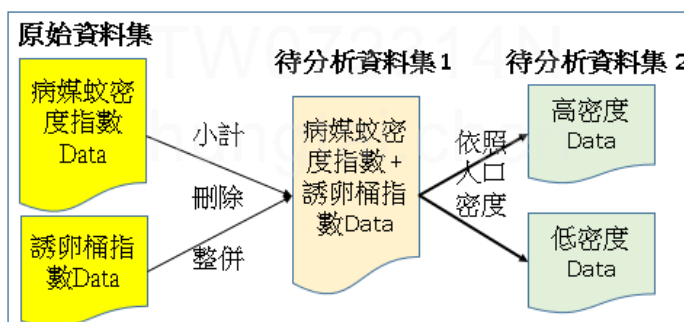 原始資料集
病媒蚊密
度指數
Data
誘卵桶指
數Data
小計
刪除
整併
待分析資料集1
病媒蚊密
度指數+
誘卵桶指
數Data
依照
人口
密度
待分析資料集 2
高密度
Data
低密度
Data